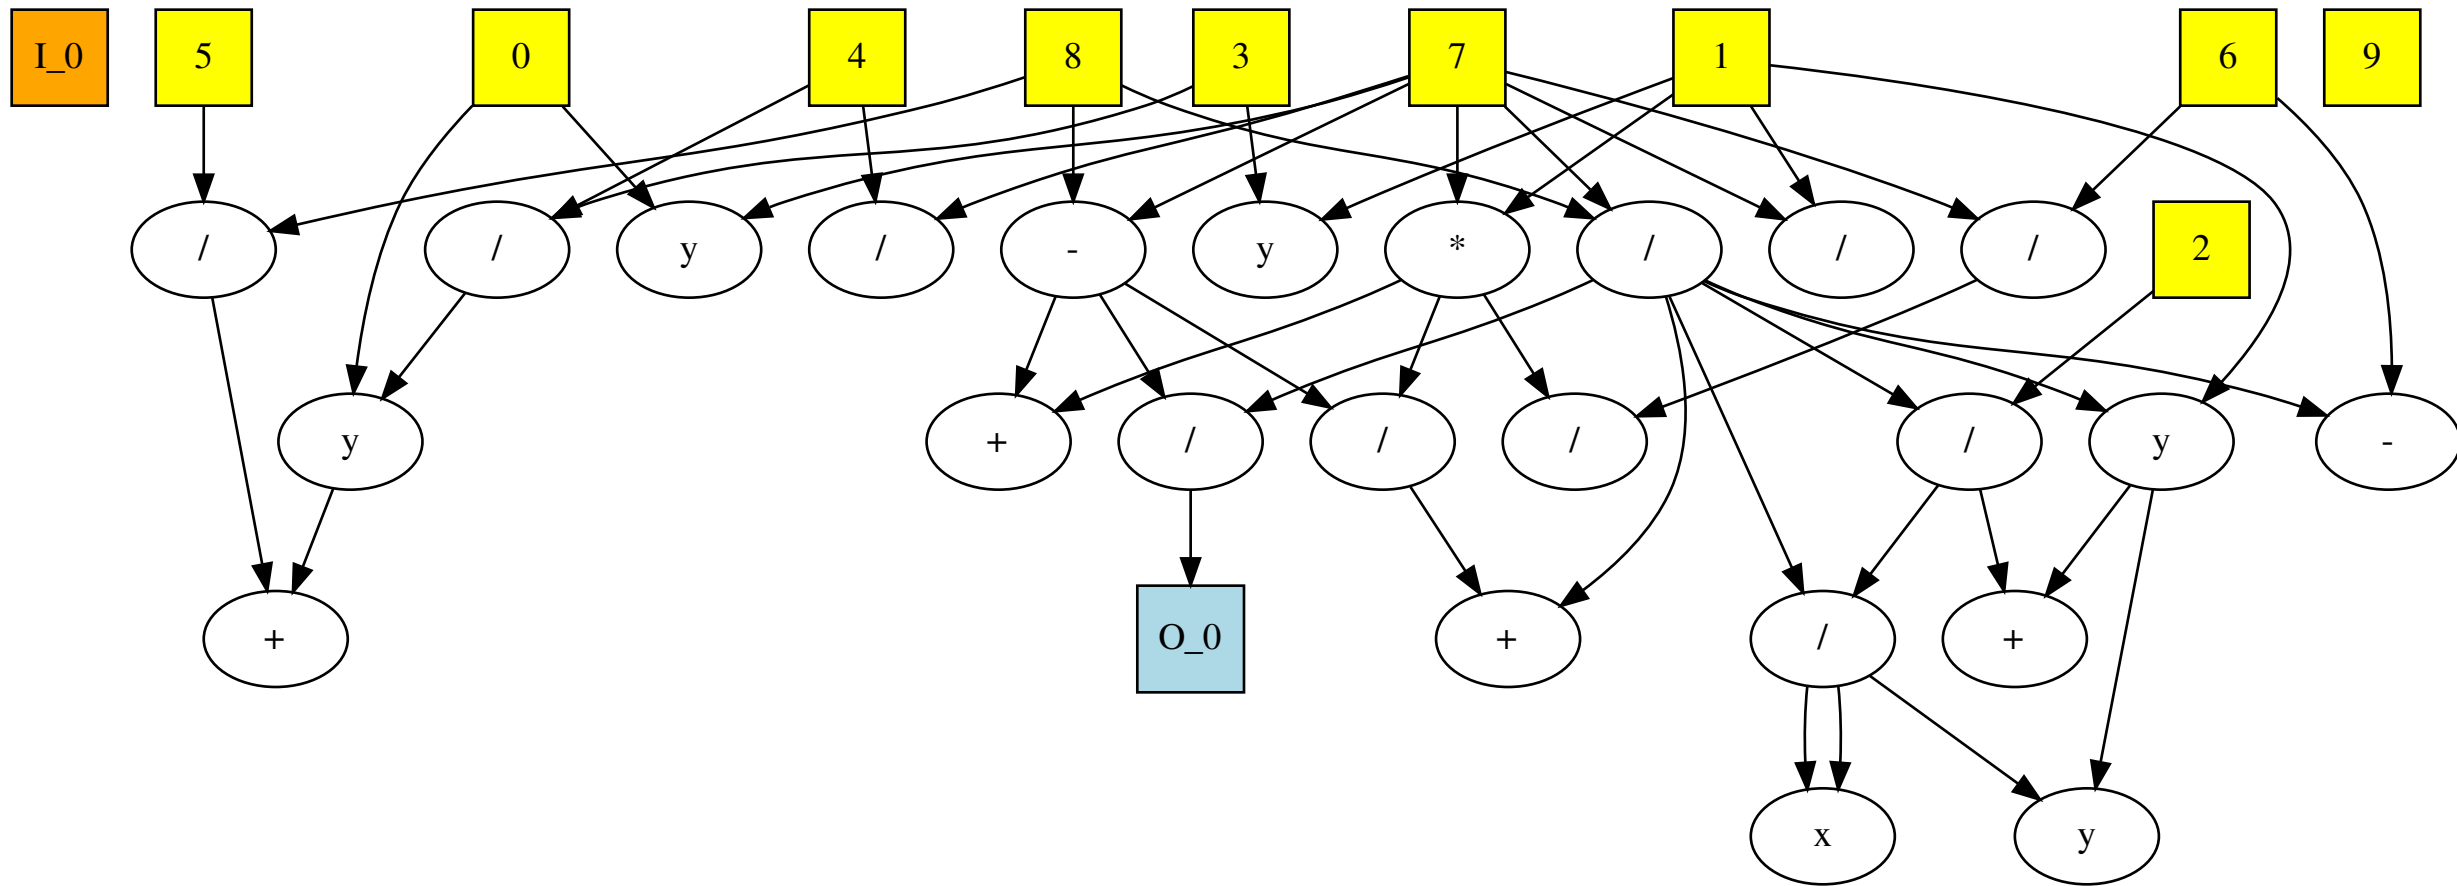 I_0 5 0 4 8 3 7 1 6 9
/ / y / - y * / / / 2
y + / / / / y -
+ O_0 + / +
x y